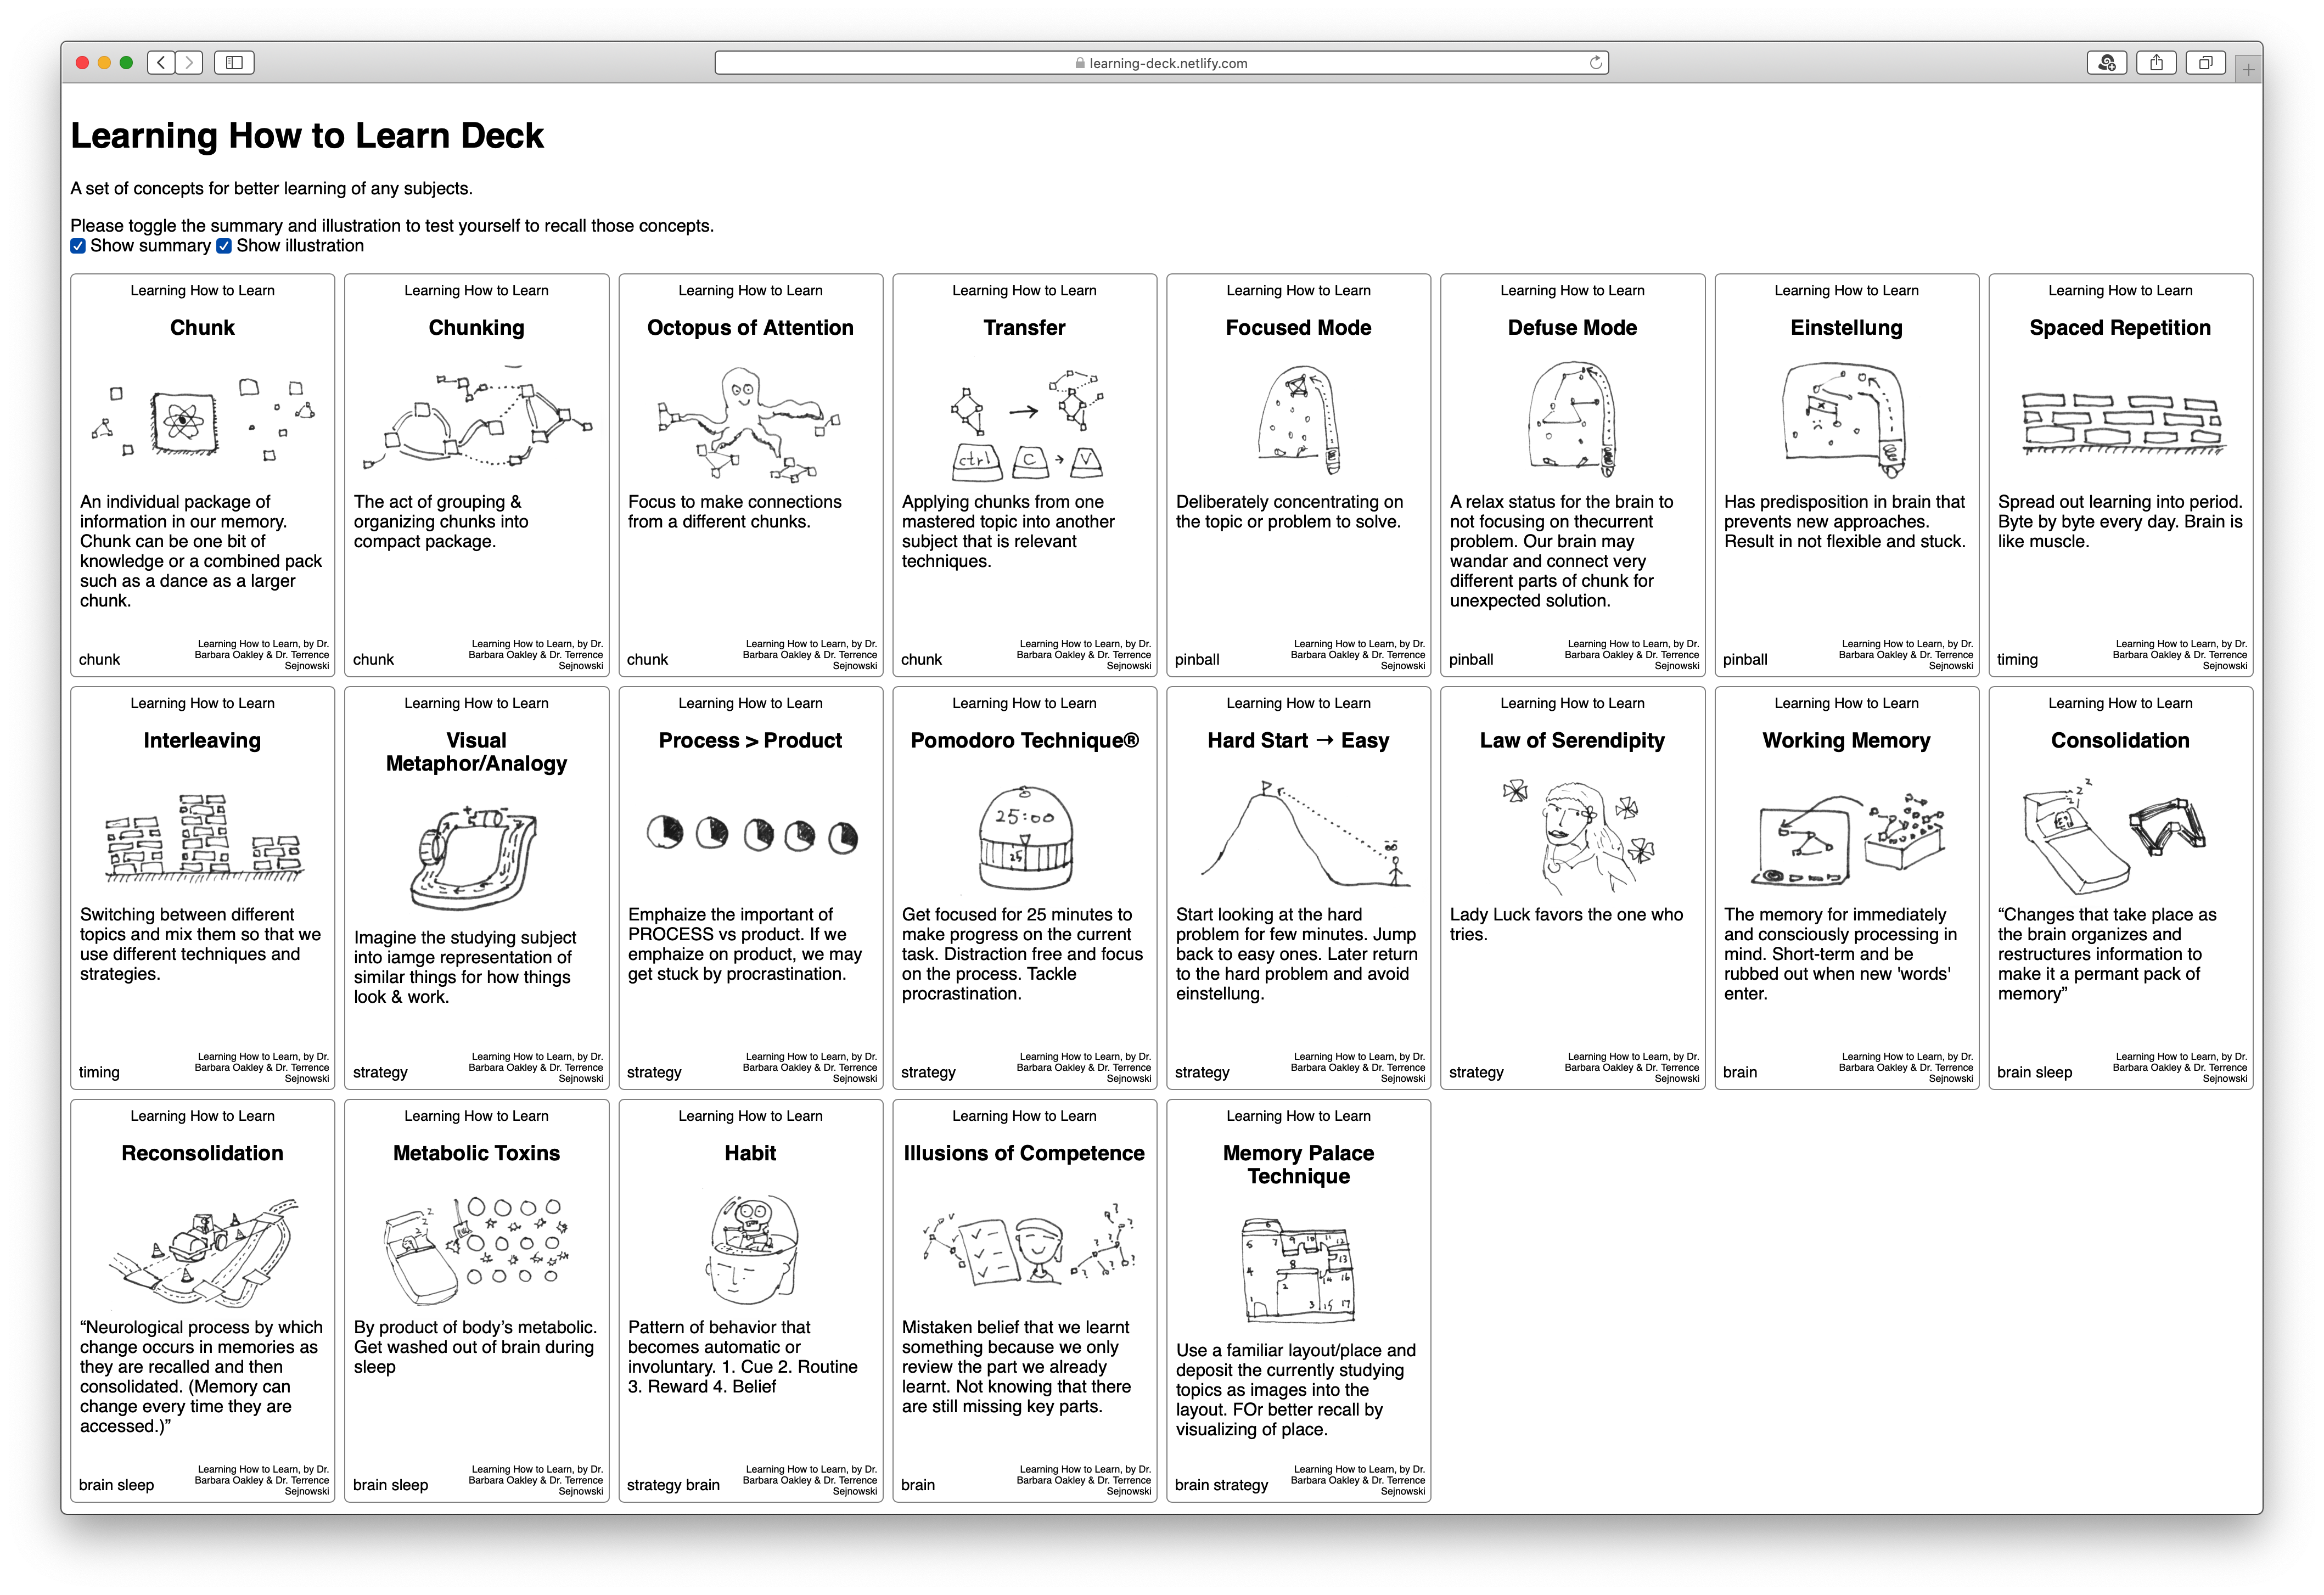 learning-deck.netlify.com
Learning How to Learn Deck
A set of concepts for better learning of any subjects.
Please toggle the summary and illustration to test yourself to recall those concepts.
Show summary Show illustration
Learning How to Learn
Chunk
An individual package of
information in our memory.
Chunk can be one bit of
knowledge or a combined pack
such as a dance as a larger
chunk.
chunk
Learning How to Learn, by Dr.
Barbara Oakley & Dr. Terrence
Sejnowski
Learning How to Learn
Chunking
The act of grouping &
organizing chunks into
compact package.
chunk
Learning How to Learn, by Dr.
Barbara Oakley & Dr. Terrence
Sejnowski
Learning How to Learn
Octopus of Attention
Focus to make connections
from a different chunks.
chunk
Learning How to Learn, by Dr.
Barbara Oakley & Dr. Terrence
Sejnowski
Learning How to Learn
Transfer
ctrl C V
Applying chunks from one
mastered topic into another
subject that is relevant
techniques.
chunk
Learning How to Learn, by Dr.
Barbara Oakley & Dr. Terrence
Sejnowski
Learning How to Learn
Focused Mode
Deliberately concentrating on
the topic or problem to solve.
pinball
Learning How to Learn, by Dr.
Barbara Oakley & Dr. Terrence
Sejnowski
Learning How to Learn
Defuse Mode
A relax status for the brain to
not focusing on thecurrent
problem. Our brain may
wandar and connect very
different parts of chunk for
unexpected solution.
pinball
Learning How to Learn, by Dr.
Barbara Oakley & Dr. Terrence
Sejnowski
Learning How to Learn
Einstellung
Has predisposition in brain that
prevents new approaches.
Result in not flexible and stuck.
pinball
Learning How to Learn, by Dr.
Barbara Oakley & Dr. Terrence
Sejnowski
Learning How to Learn
Spaced Repetition
Spread out learning into period.
Byte by byte every day. Brain is
like muscle.
timing
Learning How to Learn, by Dr.
Barbara Oakley & Dr. Terrence
Sejnowski
Learning How to Learn
Interleaving
Switching between different
topics and mix them so that we
use different techniques and
strategies.
timing
Learning How to Learn, by Dr.
Barbara Oakley & Dr. Terrence
Sejnowski
Learning How to Learn
Visual
Metaphor/Analogy
Imagine the studying subject
into iamge representation of
similar things for how things
look & work.
strategy
Learning How to Learn, by Dr.
Barbara Oakley & Dr. Terrence
Sejnowski
Learning How to Learn
Process > Product
Emphaize the important of
PROCESS vs product. If we
emphaize on product, we may
get stuck by procrastination.
strategy
Learning How to Learn, by Dr.
Barbara Oakley & Dr. Terrence
Sejnowski
Learning How to Learn
Pomodoro Technique®
25:00
25
Get focused for 25 minutes to
make progress on the current
task. Distraction free and focus
on the process. Tackle
procrastination.
strategy
Learning How to Learn, by Dr.
Barbara Oakley & Dr. Terrence
Sejnowski
Learning How to Learn
Hard Start → Easy
Start looking at the hard
problem for few minutes. Jump
back to easy ones. Later return
to the hard problem and avoid
einstellung.
strategy
Learning How to Learn, by Dr.
Barbara Oakley & Dr. Terrence
Sejnowski
Learning How to Learn
Law of Serendipity
Lady Luck favors the one who
tries.
strategy
Learning How to Learn, by Dr.
Barbara Oakley & Dr. Terrence
Sejnowski
Learning How to Learn
Working Memory
The memory for immediately
and consciously processing in
mind. Short-term and be
rubbed out when new 'words'
enter.
brain
Learning How to Learn, by Dr.
Barbara Oakley & Dr. Terrence
Sejnowski
Learning How to Learn
Consolidation
“Changes that take place as
the brain organizes and
restructures information to
make it a permant pack of
memory”
brain sleep
Learning How to Learn, by Dr.
Barbara Oakley & Dr. Terrence
Sejnowski
Learning How to Learn
Reconsolidation
“Neurological process by which
change occurs in memories as
they are recalled and then
consolidated. (Memory can
change every time they are
accessed.)”
brain sleep
Learning How to Learn, by Dr.
Barbara Oakley & Dr. Terrence
Sejnowski
Learning How to Learn
Metabolic Toxins
By product of body’s metabolic.
Get washed out of brain during
sleep
brain sleep
Learning How to Learn, by Dr.
Barbara Oakley & Dr. Terrence
Sejnowski
Learning How to Learn
Habit
Pattern of behavior that
becomes automatic or
involuntary. 1. Cue 2. Routine
3. Reward 4. Belief
strategy brain
Learning How to Learn, by Dr.
Barbara Oakley & Dr. Terrence
Sejnowski
Learning How to Learn
Illusions of Competence
Mistaken belief that we learnt
something because we only
review the part we already
learnt. Not knowing that there
are still missing key parts.
brain
Learning How to Learn, by Dr.
Barbara Oakley & Dr. Terrence
Sejnowski
Learning How to Learn
Memory Palace
Technique
6
5 7 9 10 11 12
13
4 8 14 16
1 2 3 15 17
Use a familiar layout/place and
deposit the currently studying
topics as images into the
layout. FOr better recall by
visualizing of place.
brain strategy
Learning How to Learn, by Dr.
Barbara Oakley & Dr. Terrence
Sejnowski